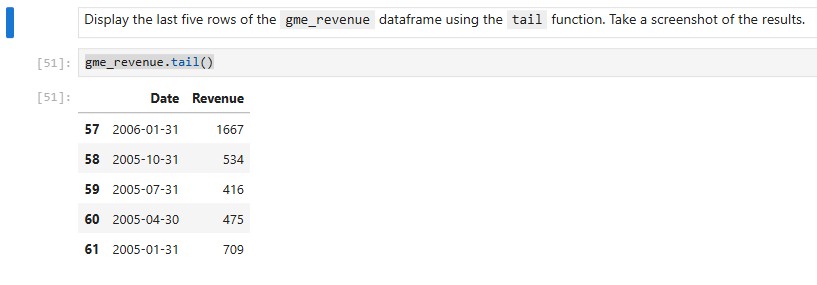 Display the last five rows of the gme_revenue dataframe using the tail function. Take a screenshot of the results.
[51]: gme_revenue.tail()
[51]:
Date Revenue
57 2006-01-31 1667
58 2005-10-31 534
59 2005-07-31 416
60 2005-04-30 475
61 2005-01-31 709